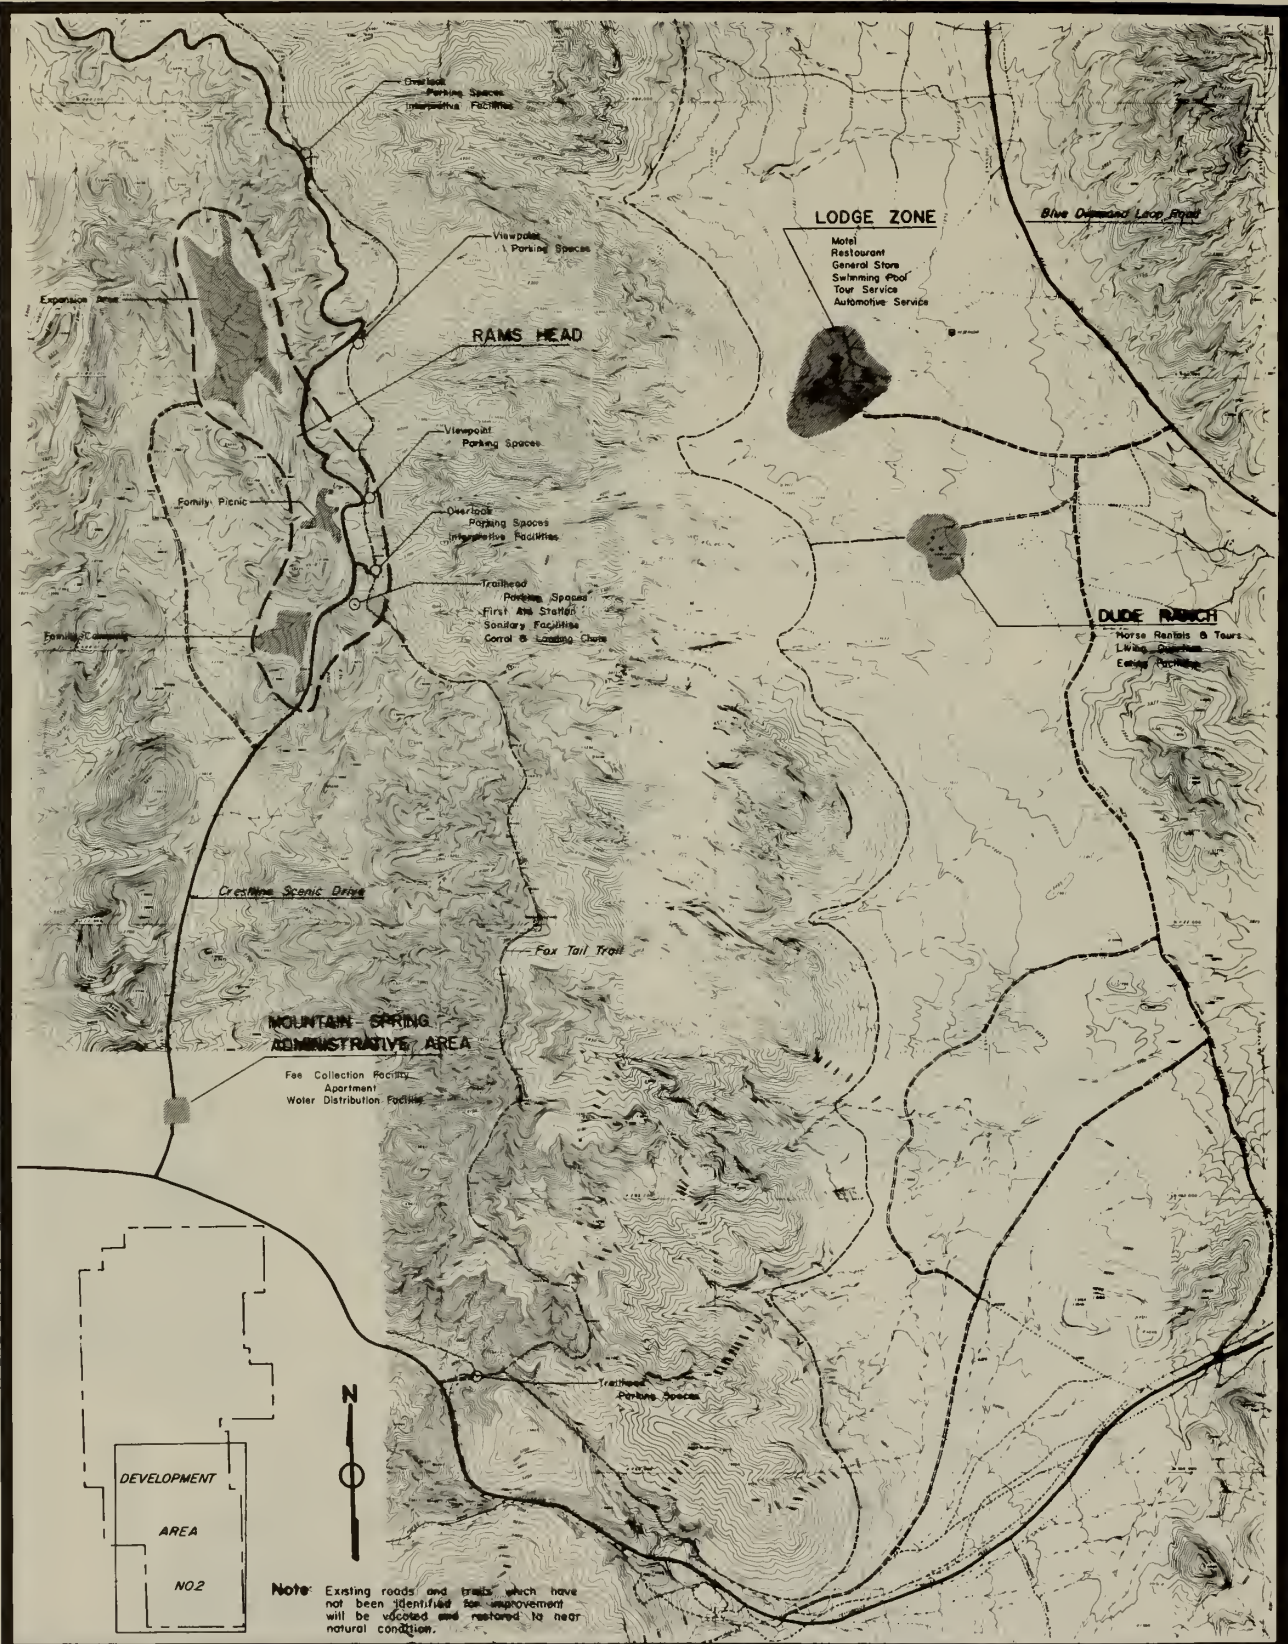 Overlook
Parking Spaces
Interpretive Facilities
LODGE ZONE
Motel
Restaurant
General Store
Swimming Pool
Tour Service
Automotive Service
Blue Diamond Loop Road
Viewpoint
Parking Spaces
Expansion Area
RAMS HEAD
Viewpoint
Parking Spaces
Family Picnic
Overlook
Parking Spaces
Interpretive Facilities
Trailhead
Parking Spaces
First Aid Station
Sanitary Facilities
Corral & Loading Chute
DUDE RANCH
Horse Rentals & Tours
Living Quarters
Eating Facilities
Family Camping
Crestline Scenic Drive
Fox Tail Trail
MOUNTAIN SPRING
ADMINISTRATIVE AREA
Fee Collection Facility
Apartment
Water Distribution Facility
Trailhead
Parking Spaces
N
DEVELOPMENT
AREA
NO.2
Note: Existing roads and trails which have
not been identified for improvement
will be vacated and restored to near
natural condition.